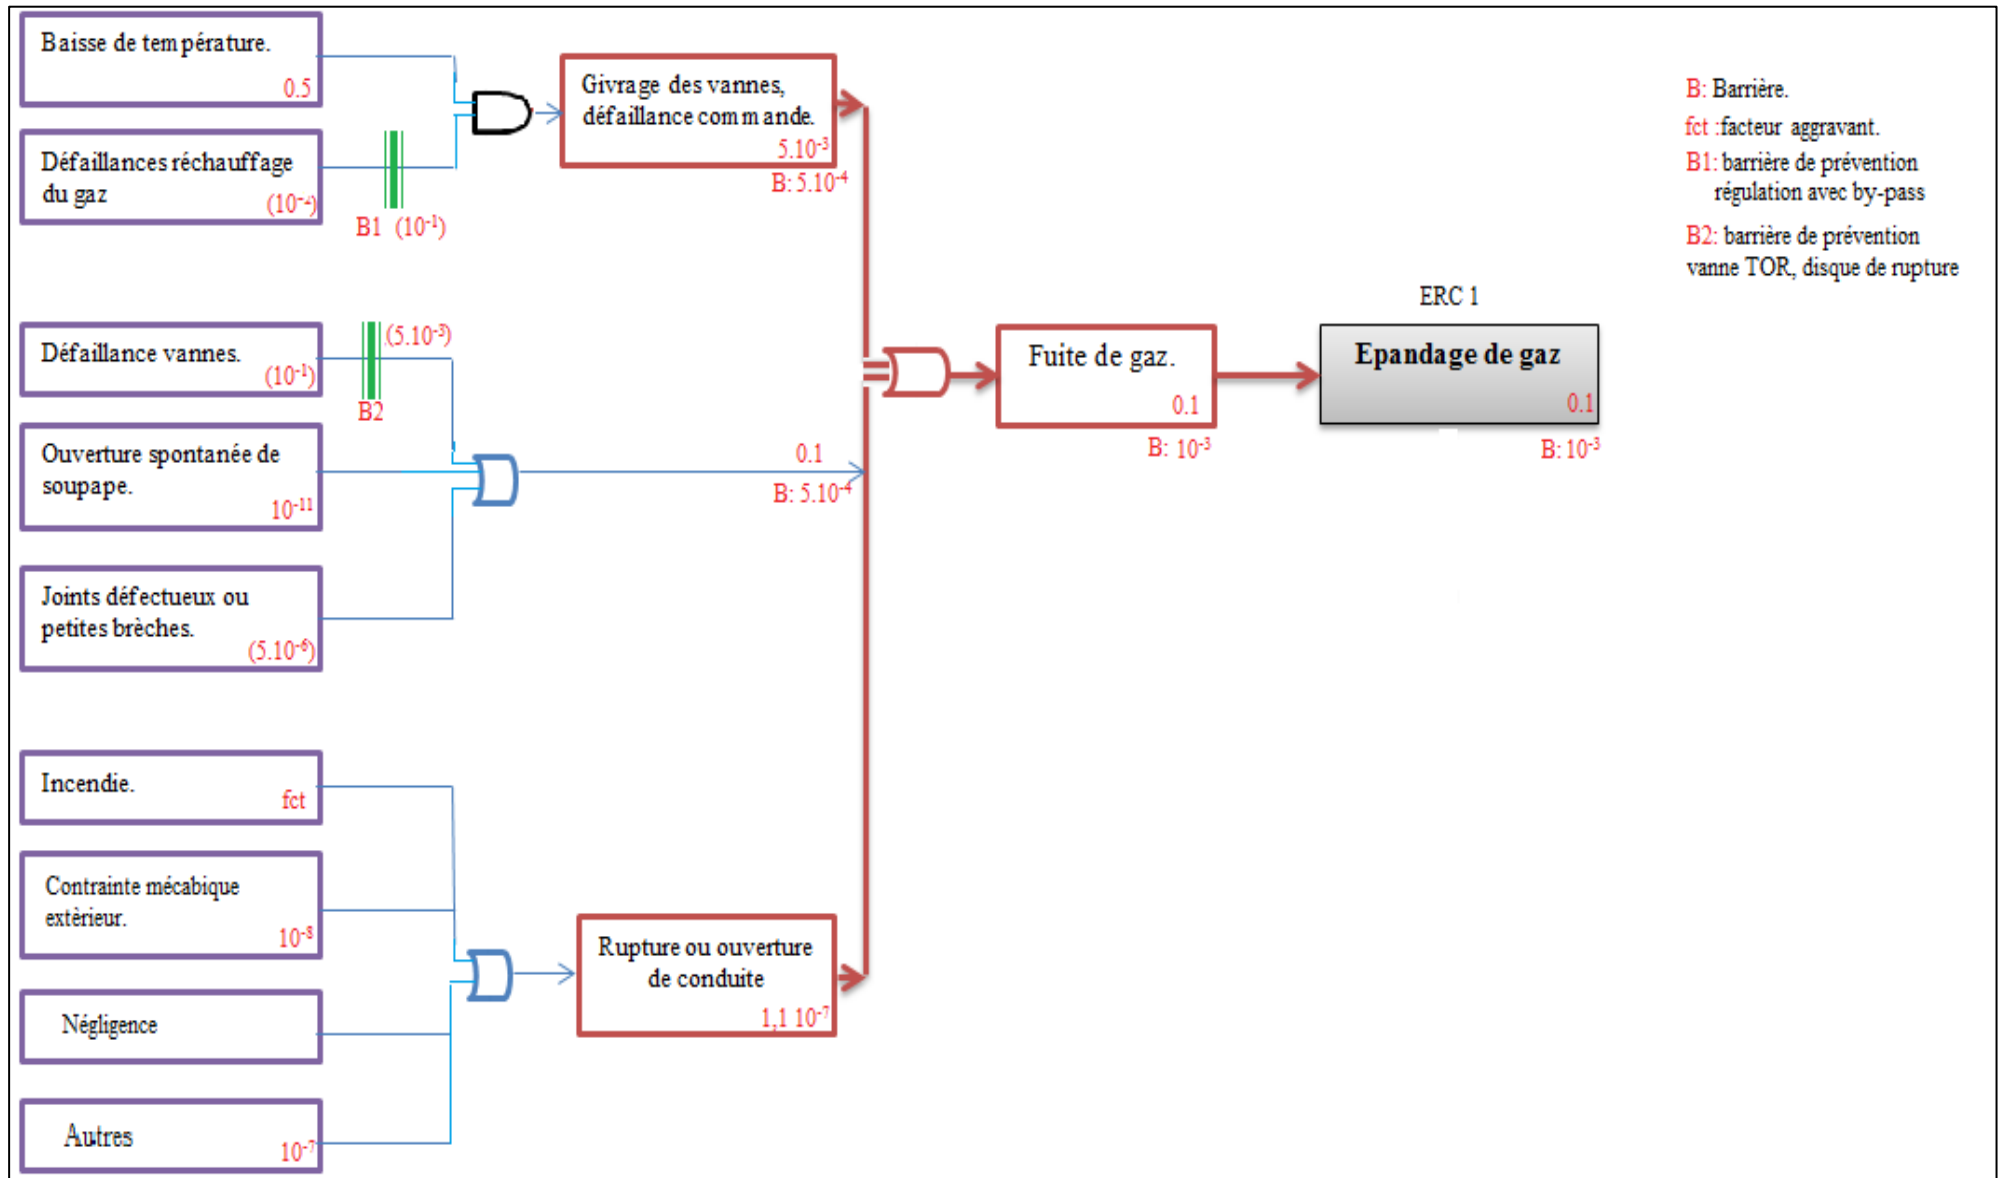 Baisse de température.
0.5
Défaillances réchauffage
du gaz
(10⁻⁴)
B1 (10⁻¹)
Givrage des vannes,
défaillance commande.
5.10⁻³
B: 5.10⁻⁴
B: Barrière.
fct :facteur aggravant.
B1: barrière de prévention
régulation avec by-pass
B2: barrière de prévention
vanne TOR, disque de rupture
Défaillance vannes.
(10⁻¹)
(5.10⁻³)
B2
Ouverture spontanée de
soupape.
10⁻¹¹
Joints défectueux ou
petites brèches.
(5.10⁻⁶)
0.1
B: 5.10⁻⁴
Fuite de gaz.
0.1
B: 10⁻³
ERC 1
Epandage de gaz
0.1
B: 10⁻³
Incendie.
fct
Contrainte mécabique
extèrieur.
10⁻⁸
Négligence
Autres
10⁻⁷
Rupture ou ouverture
de conduite
1,1 10⁻⁷